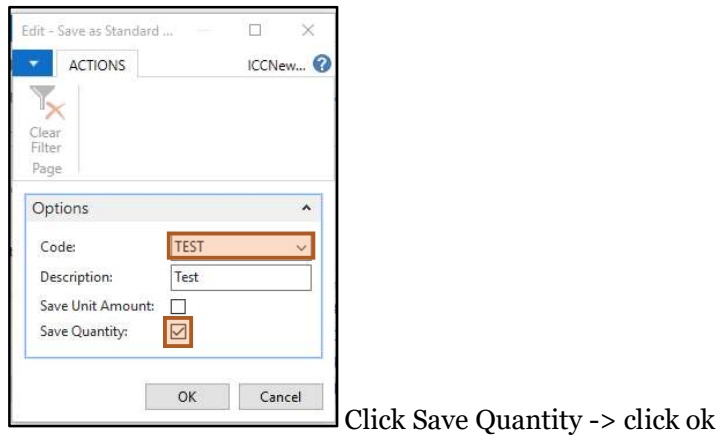 Edit - Save as Standard ...
ACTIONS
ICCNew... ?
Clear
Filter
Page
Options
Code: TEST
Description: Test
Save Unit Amount:
Save Quantity:
OK Cancel
Click Save Quantity -> click ok